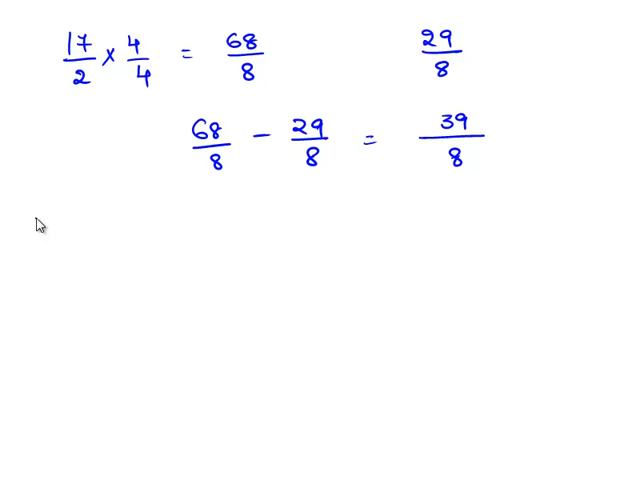 17/2 × 4/4 = 68/8 29/8
68/8 − 29/8 = 39/8